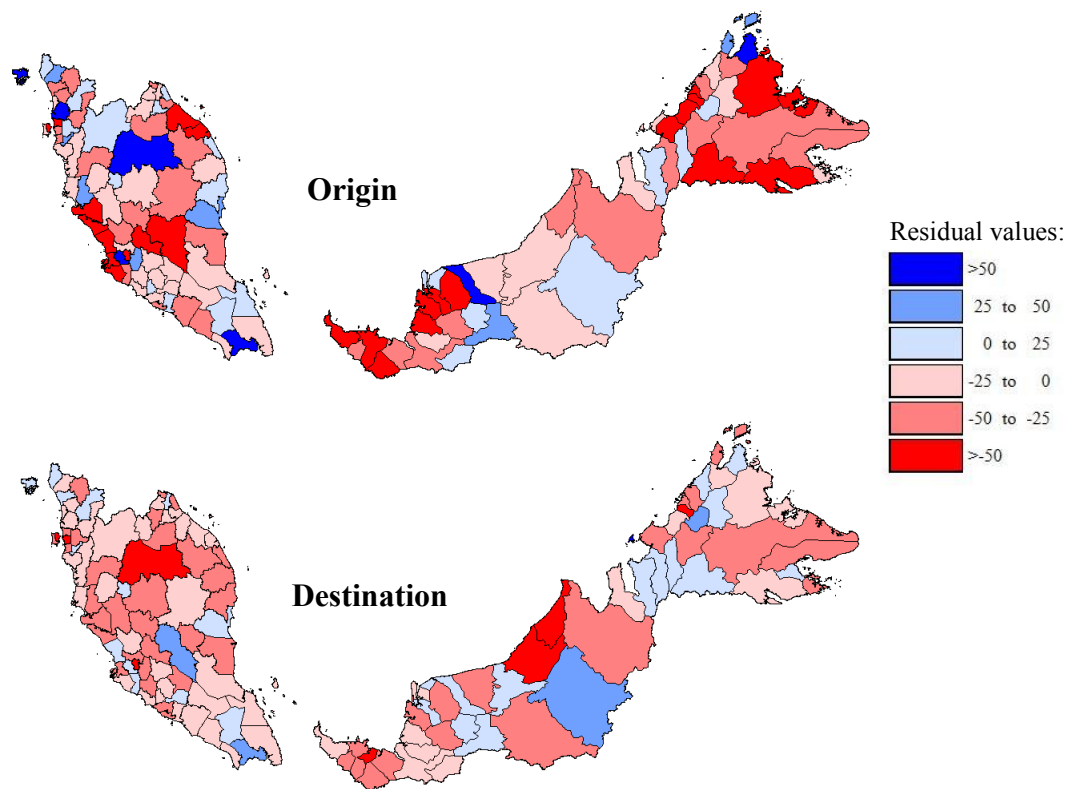 Origin
Residual values:
>50
25 to 50
0 to 25
-25 to 0
-50 to -25
>-50
Destination